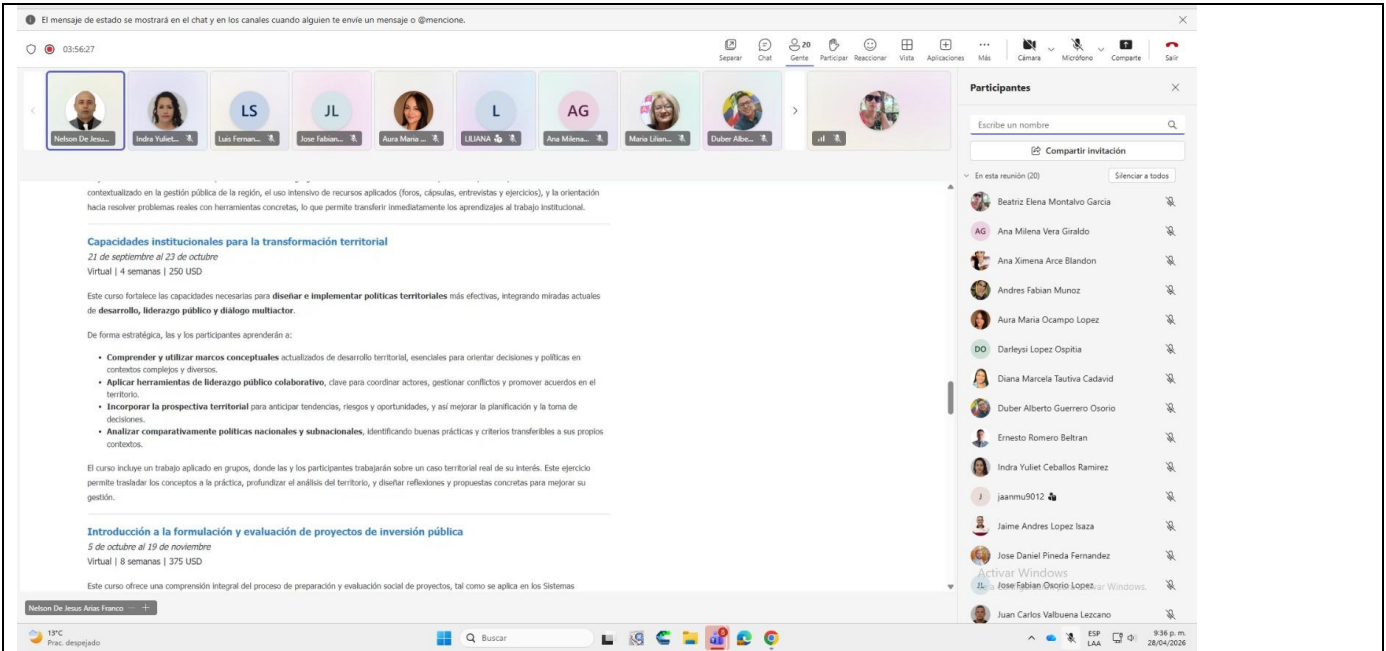 El mensaje de estado se mostrará en el chat y en los canales cuando alguien te envíe un mensaje o @mencione.
03:56:27
Separar
Chat
20
Gente
Participar
Reaccionar
Vista
Aplicaciones
Más
Cámara
Micrófono
Comparte
Salir
Nelson De Jesu...
Indra Yuliet...
LS
Luis Fernan...
JL
Jose Fabian...
Aura Maria ...
L
LILIANA
AG
Ana Milena...
Maria Lilian...
Duber Albe...
contextualizado en la gestión pública de la región, el uso intensivo de recursos aplicados (foros, cápsulas, entrevistas y ejercicios), y la orientación
hacia resolver problemas reales con herramientas concretas, lo que permite transferir inmediatamente los aprendizajes al trabajo institucional.
Capacidades institucionales para la transformación territorial
21 de septiembre al 23 de octubre
Virtual | 4 semanas | 250 USD
Este curso fortalece las capacidades necesarias para diseñar e implementar políticas territoriales más efectivas, integrando miradas actuales
de desarrollo, liderazgo público y diálogo multiactor.
De forma estratégica, las y los participantes aprenderán a:
• Comprender y utilizar marcos conceptuales actualizados de desarrollo territorial, esenciales para orientar decisiones y políticas en
contextos complejos y diversos.
• Aplicar herramientas de liderazgo público colaborativo, clave para coordinar actores, gestionar conflictos y promover acuerdos en el
territorio.
• Incorporar la prospectiva territorial para anticipar tendencias, riesgos y oportunidades, y así mejorar la planificación y la toma de
decisiones.
• Analizar comparativamente políticas nacionales y subnacionales, identificando buenas prácticas y criterios transferibles a sus propios
contextos.
El curso incluye un trabajo aplicado en grupos, donde las y los participantes trabajarán sobre un caso territorial real de su interés. Este ejercicio
permite trasladar los conceptos a la práctica, profundizar el análisis del territorio, y diseñar reflexiones y propuestas concretas para mejorar su
gestión.
Introducción a la formulación y evaluación de proyectos de inversión pública
5 de octubre al 19 de noviembre
Virtual | 8 semanas | 375 USD
Este curso ofrece una comprensión integral del proceso de preparación y evaluación social de proyectos, tal como se aplica en los Sistemas
Nelson De Jesus Arias Franco
Participantes
Escribe un nombre
Compartir invitación
En esta reunión (20)
Silenciar a todos
Beatriz Elena Montalvo Garcia
AG
Ana Milena Vera Giraldo
Ana Ximena Arce Blandon
Andres Fabian Munoz
Aura Maria Ocampo Lopez
DO
Darleysi Lopez Ospitia
Diana Marcela Tautiva Cadavid
Duber Alberto Guerrero Osorio
Ernesto Romero Beltran
Indra Yuliet Ceballos Ramirez
J
jaanmu9012
Jaime Andres Lopez Isaza
Jose Daniel Pineda Fernandez
Activar Windows
JL
Jose Fabian Osorio Lopez
Windows.
Juan Carlos Valbuena Lezcano
13°C
Prac. despejado
Buscar
ESP
LAA
9:36 p. m.
28/04/2026